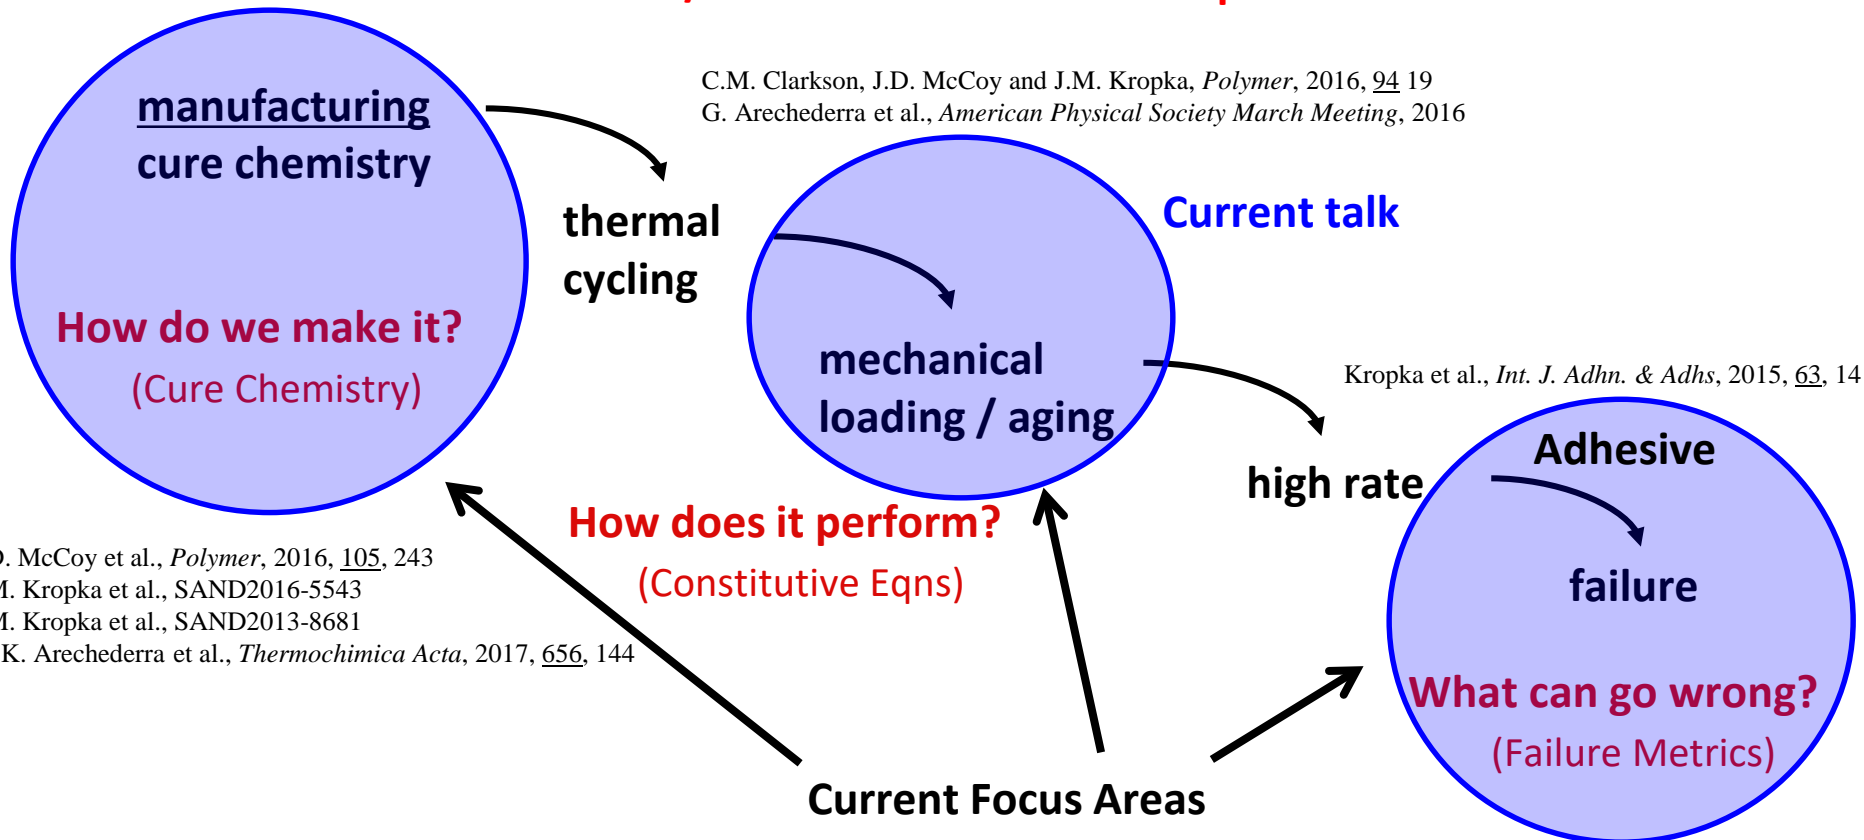 manufacturing
cure chemistry
How do we make it?
(Cure Chemistry)
C.M. Clarkson, J.D. McCoy and J.M. Kropka, Polymer, 2016, 94 19
G. Arechederra et al., American Physical Society March Meeting, 2016
thermal
cycling
Current talk
mechanical
loading / aging
How does it perform?
(Constitutive Eqns)
Kropka et al., Int. J. Adhn. & Adhs, 2015, 63, 14
high rate
Adhesive
failure
What can go wrong?
(Failure Metrics)
McCoy et al., Polymer, 2016, 105, 243
Kropka et al., SAND2016-5543
Kropka et al., SAND2013-8681
K. Arechederra et al., Thermochimica Acta, 2017, 656, 144
Current Focus Areas